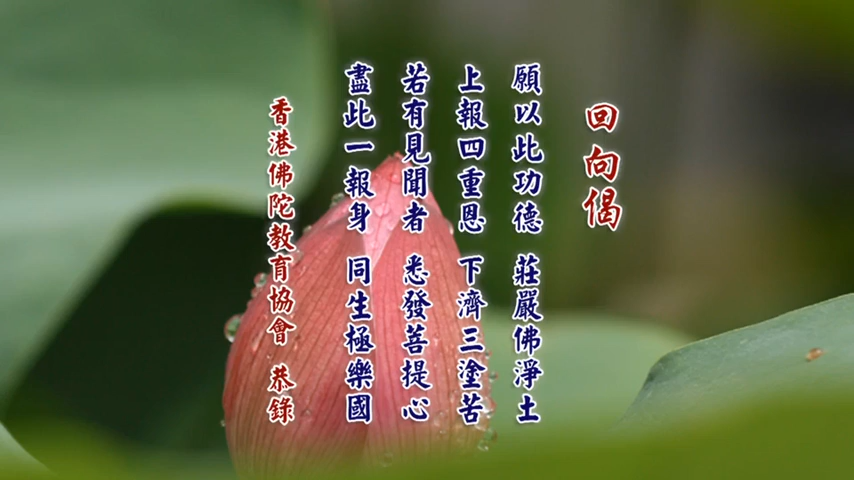 回向偈
願以此功德 莊嚴佛淨土
上報四重恩 下濟三塗苦
若有見聞者 悉發菩提心
盡此一報身 同生極樂國
香港佛陀教育協會 恭錄